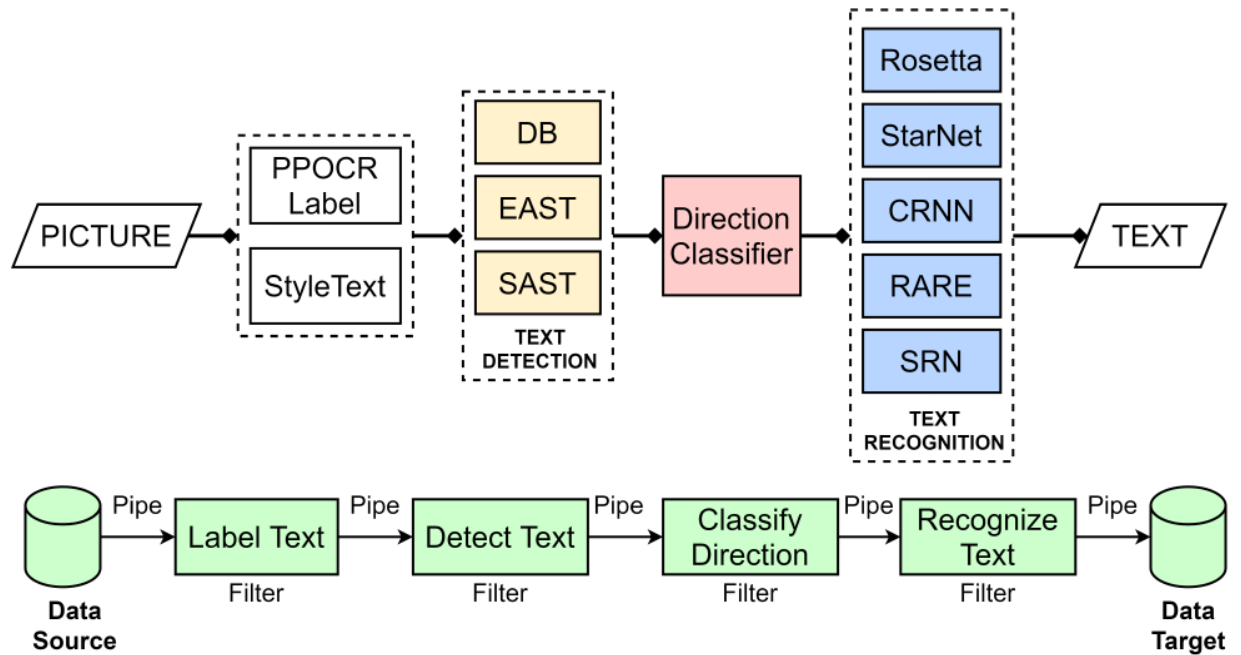 PICTURE
PPOCR
Label
StyleText
DB
EAST
SAST
TEXT
DETECTION
Direction
Classifier
Rosetta
StarNet
CRNN
RARE
SRN
TEXT
RECOGNITION
TEXT
Data
Source
Pipe
Label Text
Filter
Pipe
Detect Text
Filter
Pipe
Classify
Direction
Filter
Pipe
Recognize
Text
Filter
Pipe
Data
Target